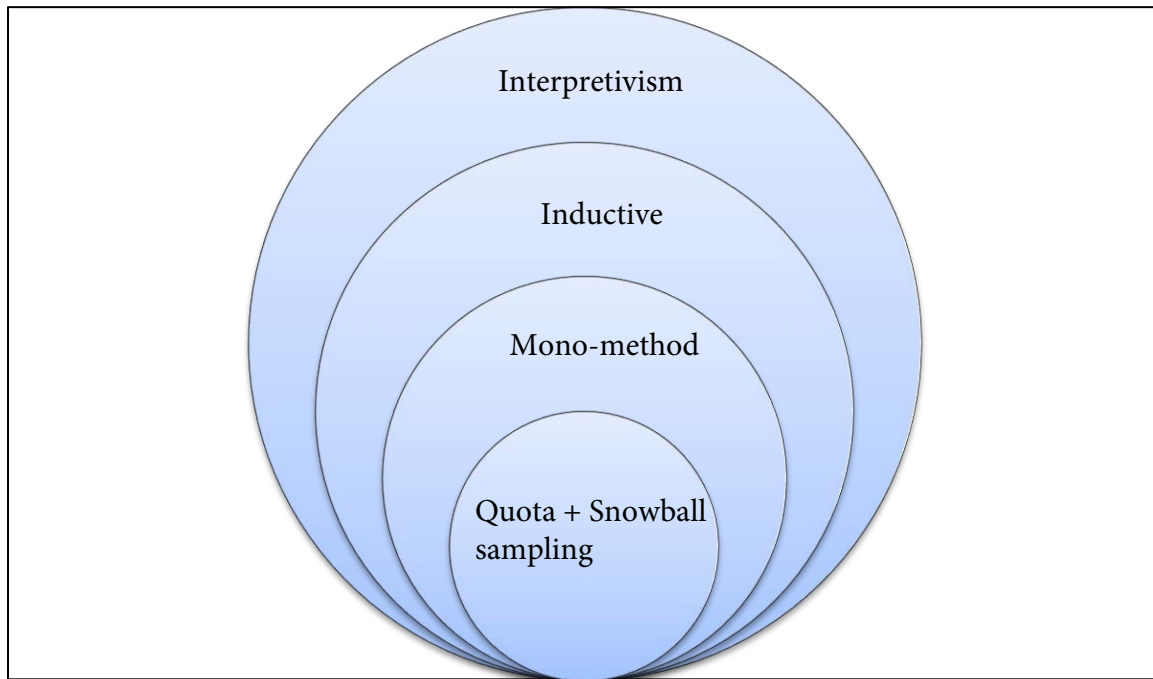 Interpretivism
Inductive
Mono-method
Quota + Snowball
sampling